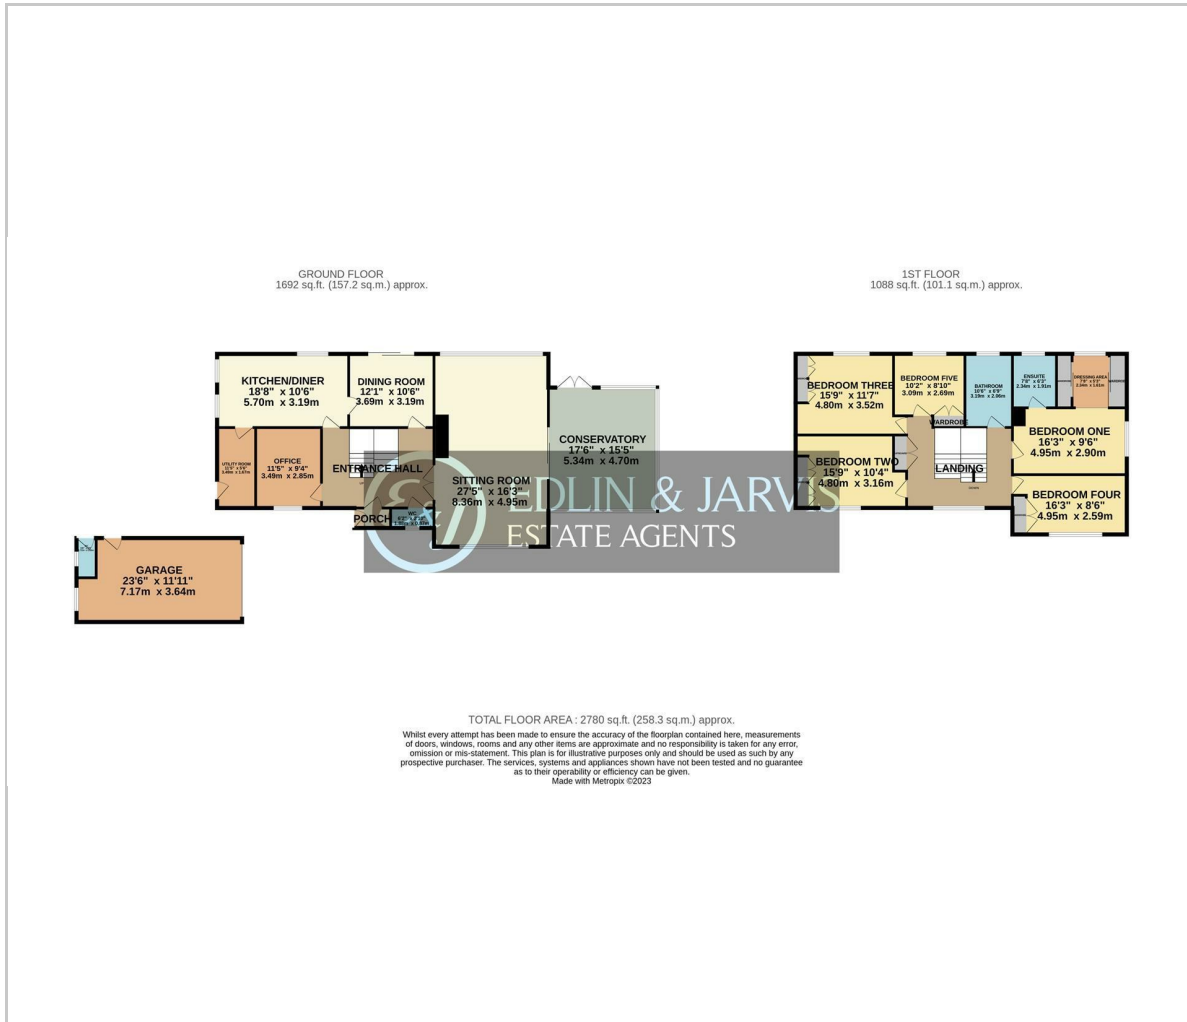 GROUND FLOOR
1692 sq.ft. (157.2 sq.m.) approx.
1ST FLOOR
1088 sq.ft. (101.1 sq.m.) approx.
KITCHEN/DINER
18'8" x 10'6"
5.70m x 3.19m
DINING ROOM
12'1" x 10'6"
3.69m x 3.19m
UTILITY ROOM
OFFICE
11'5" x 9'4"
3.49m x 2.85m
ENTRANCE HALL
PORCH
WC
SITTING ROOM
27'5" x 16'3"
8.36m x 4.95m
CONSERVATORY
17'6" x 15'5"
5.34m x 4.70m
GARAGE
23'6" x 11'11"
7.17m x 3.64m
BEDROOM THREE
15'9" x 11'7"
4.80m x 3.52m
BEDROOM FIVE
10'2" x 8'10"
3.09m x 2.69m
WARDROBE
BATHROOM
ENSUITE
7'8" x 6'3"
2.34m x 1.91m
DRESSING AREA
BEDROOM ONE
16'3" x 9'6"
4.95m x 2.90m
BEDROOM TWO
15'9" x 10'4"
4.80m x 3.16m
LANDING
DOWN
BEDROOM FOUR
16'3" x 8'6"
4.95m x 2.59m
EDLIN & JARVIS
ESTATE AGENTS
TOTAL FLOOR AREA : 2780 sq.ft. (258.3 sq.m.) approx.
Whilst every attempt has been made to ensure the accuracy of the floorplan contained here, measurements
of doors, windows, rooms and any other items are approximate and no responsibility is taken for any error,
omission or mis-statement. This plan is for illustrative purposes only and should be used as such by any
prospective purchaser. The services, systems and appliances shown have not been tested and no guarantee
as to their operability or efficiency can be given.
Made with Metropix ©2023